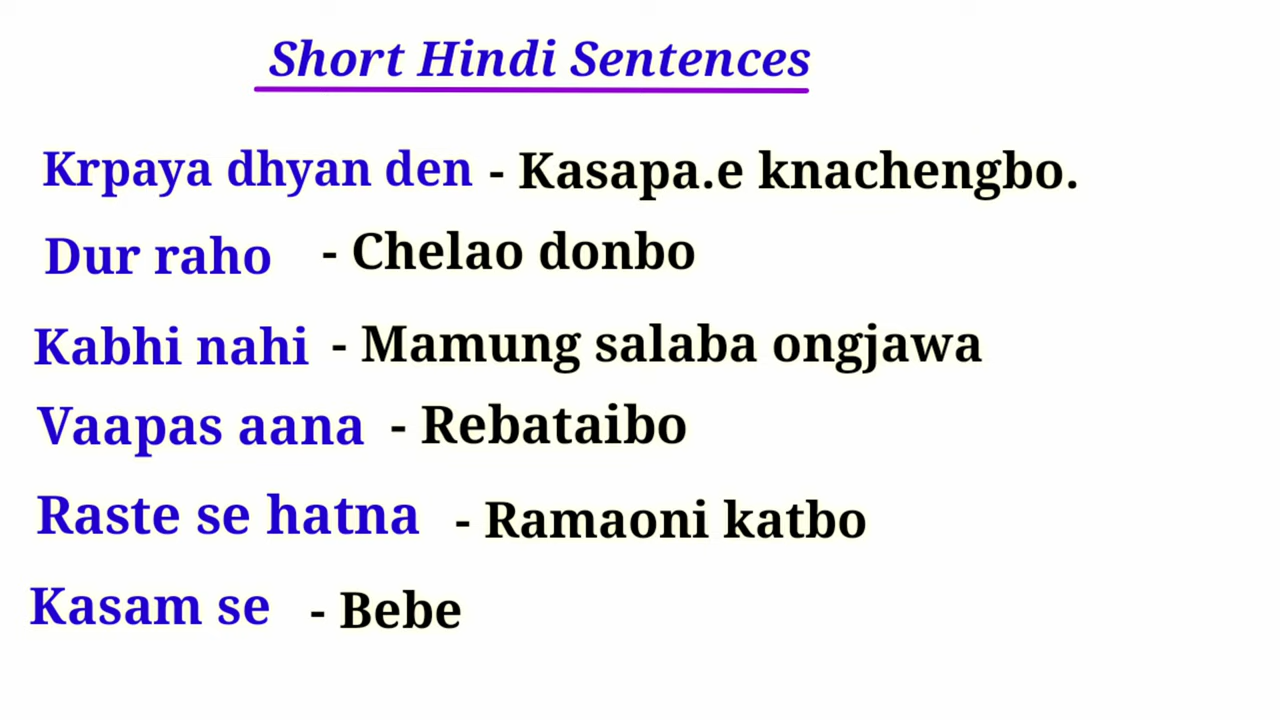 Short Hindi Sentences
Krpaya dhyan den - Kasapa.e knachengbo.
Dur raho - Chelao donbo
Kabhi nahi - Mamung salaba ongjawa
Vaapas aana - Rebataibo
Raste se hatna - Ramaoni katbo
Kasam se - Bebe